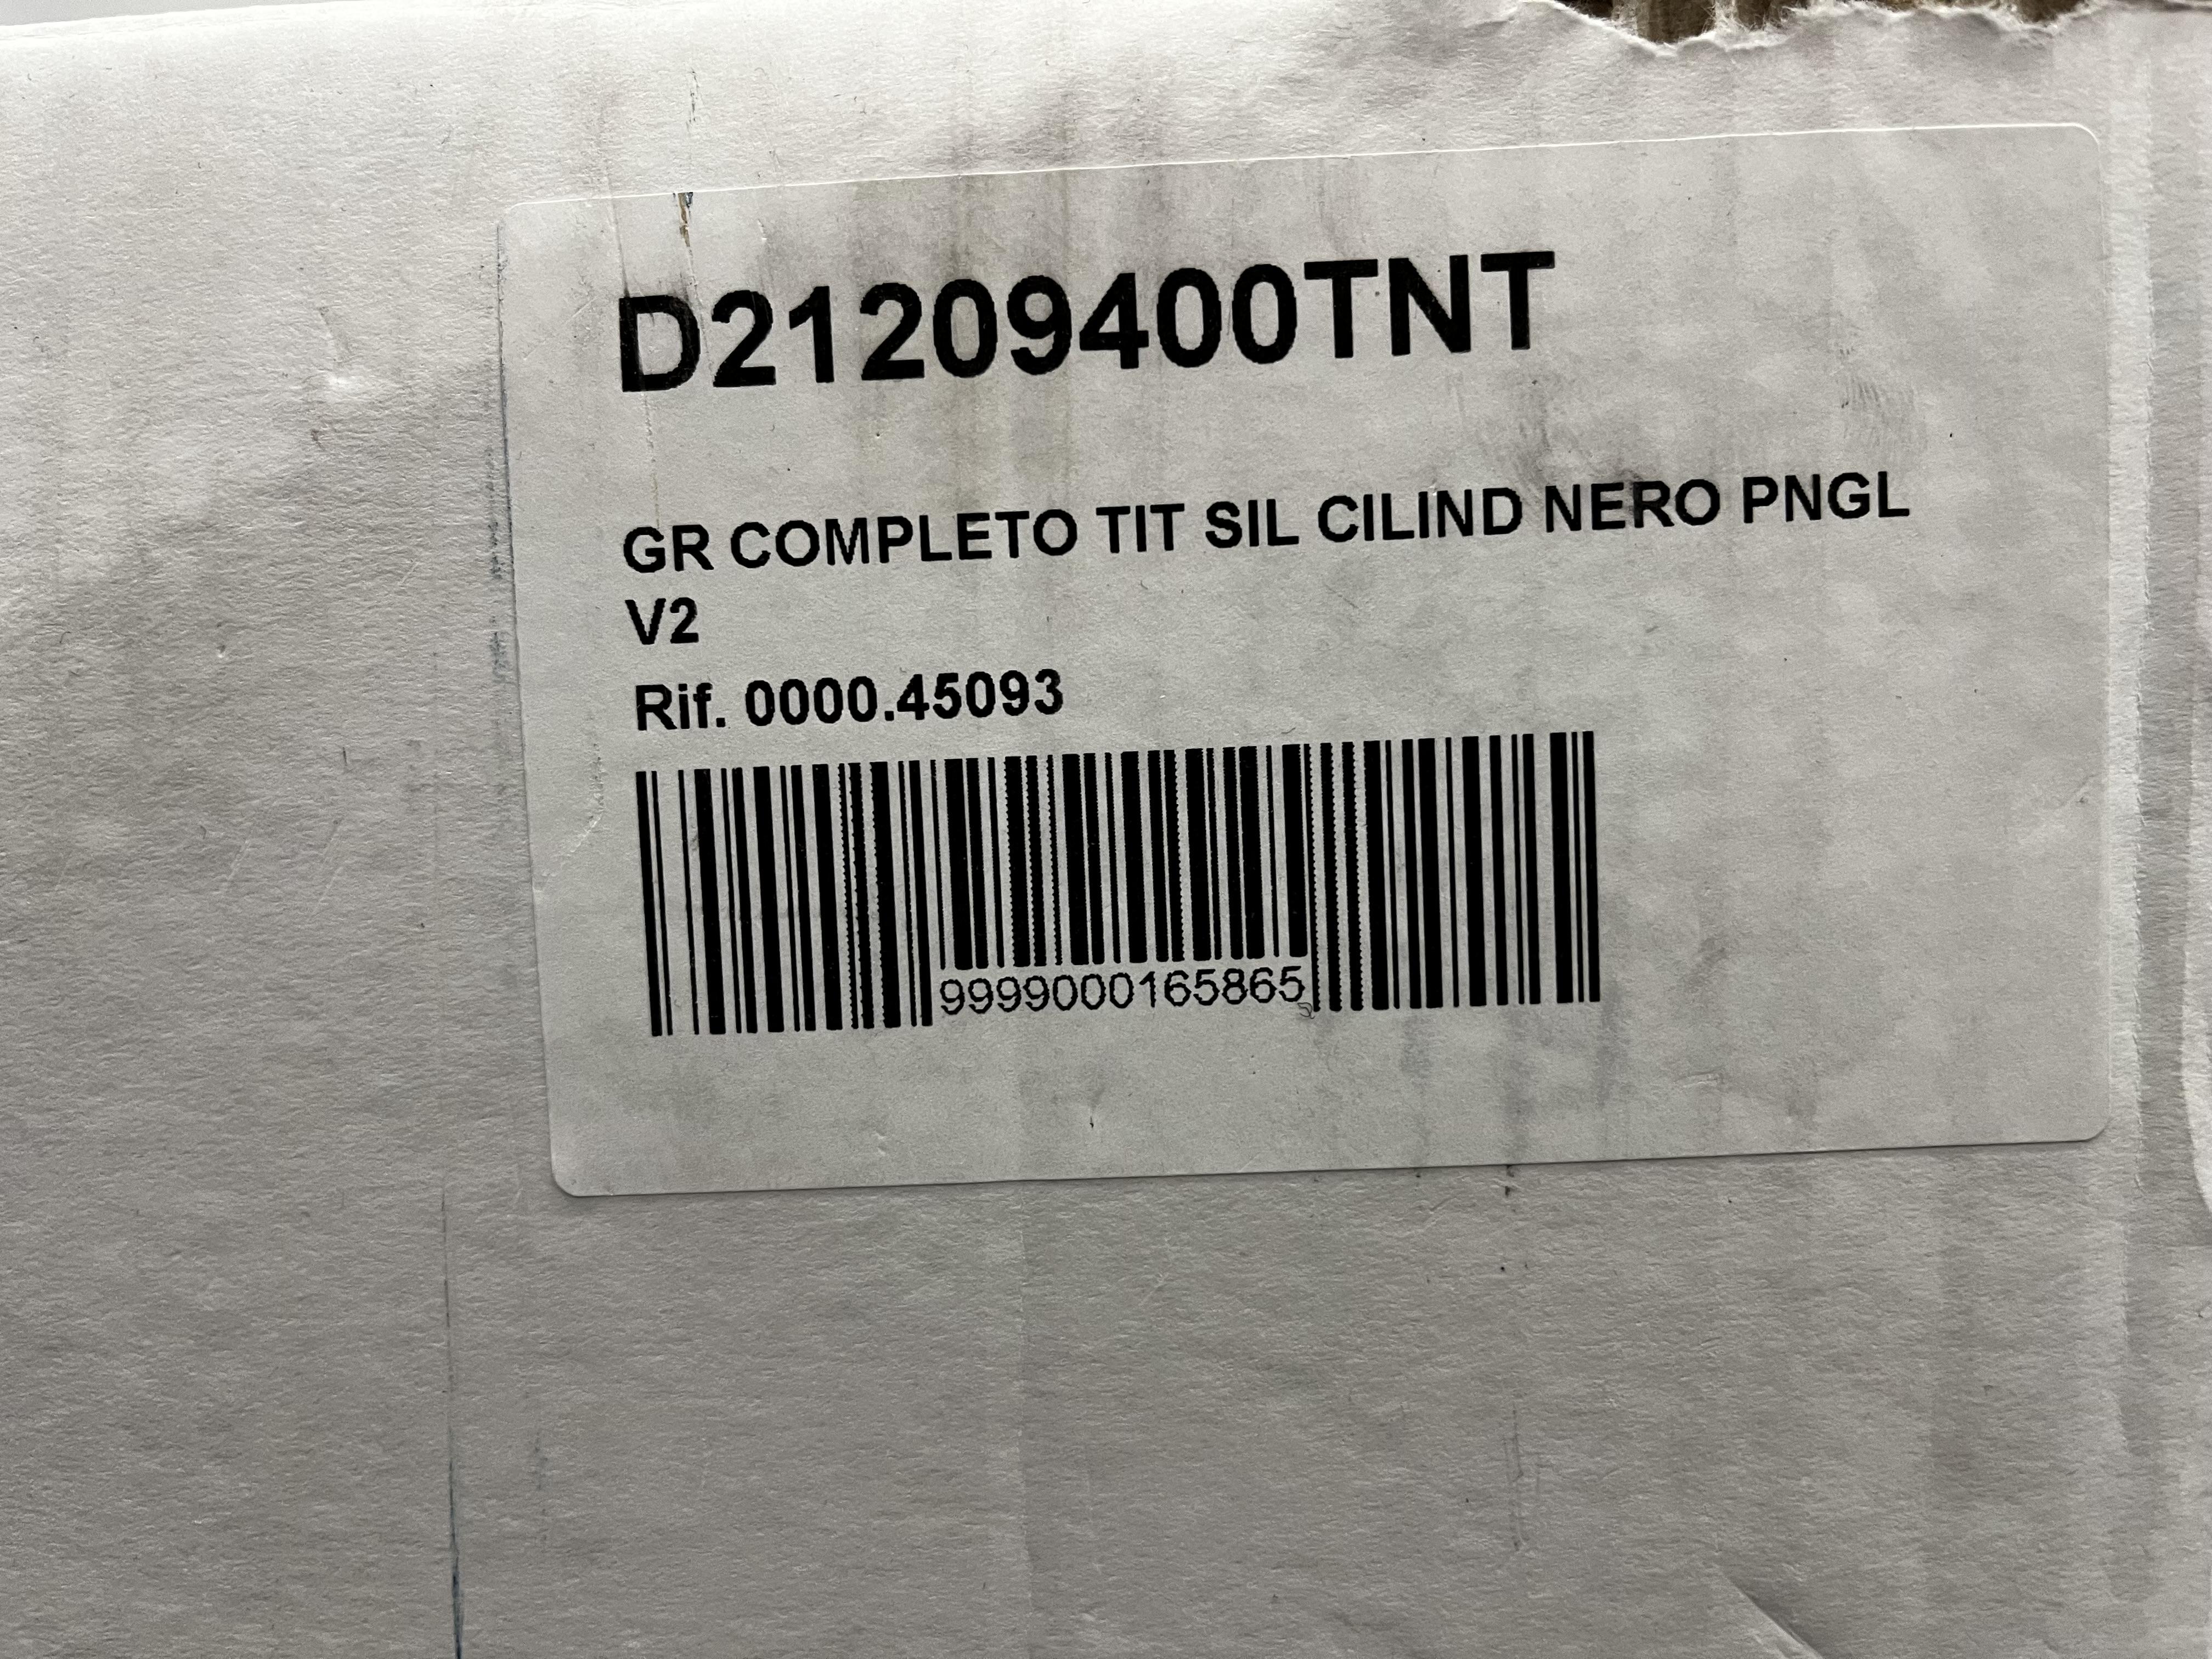 D21209400TNT
GR COMPLETO TIT SIL CILIND NERO PNGL
V2
Rif. 0000.45093
9999000165865